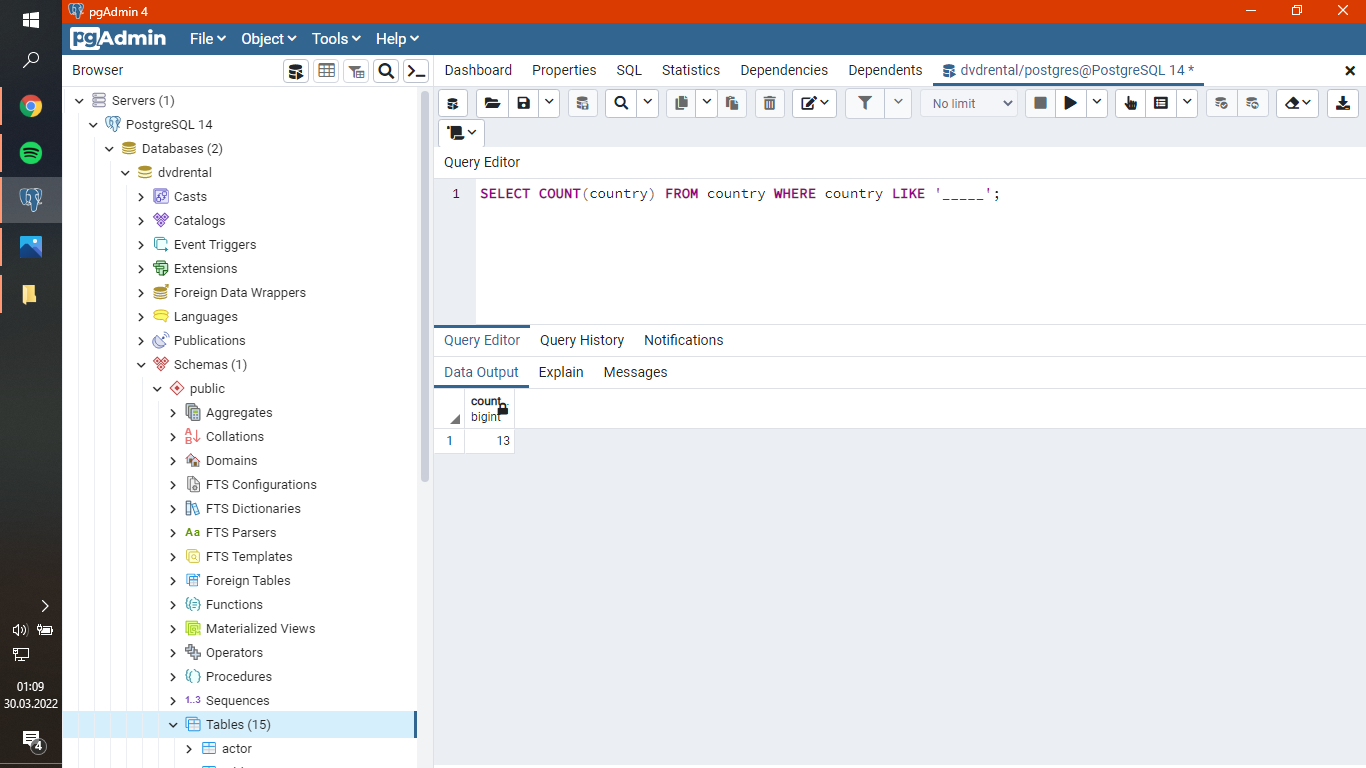 pgAdmin 4
pgAdmin File Object Tools Help
Browser
Dashboard Properties SQL Statistics Dependencies Dependents dvdrental/postgres@PostgreSQL 14 *
No limit
Servers (1)
PostgreSQL 14
Databases (2)
dvdrental
Casts
Catalogs
Event Triggers
Extensions
Foreign Data Wrappers
Languages
Publications
Schemas (1)
public
Aggregates
Collations
Domains
FTS Configurations
FTS Dictionaries
Aa FTS Parsers
FTS Templates
Foreign Tables
Functions
Materialized Views
Operators
Procedures
1..3 Sequences
Tables (15)
actor
Query Editor
1 SELECT COUNT(country) FROM country WHERE country LIKE '_____';
Query Editor Query History Notifications
Data Output Explain Messages
count
bigint
1 13
01:09
30.03.2022
4